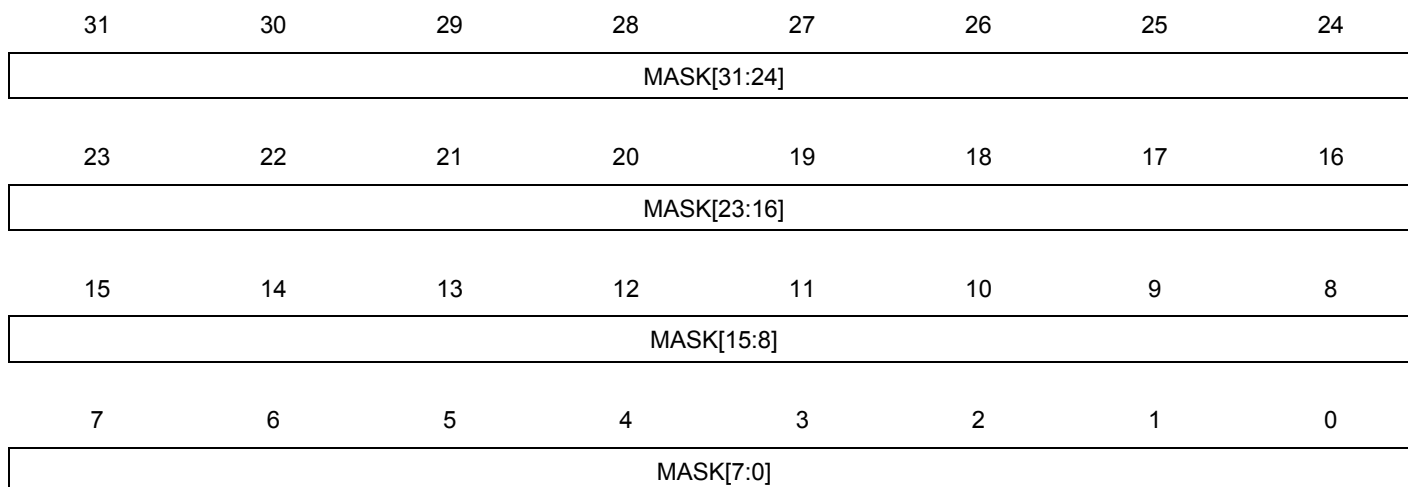 31 30 29 28 27 26 25 24
MASK[31:24]
23 22 21 20 19 18 17 16
MASK[23:16]
15 14 13 12 11 10 9 8
MASK[15:8]
7 6 5 4 3 2 1 0
MASK[7:0]